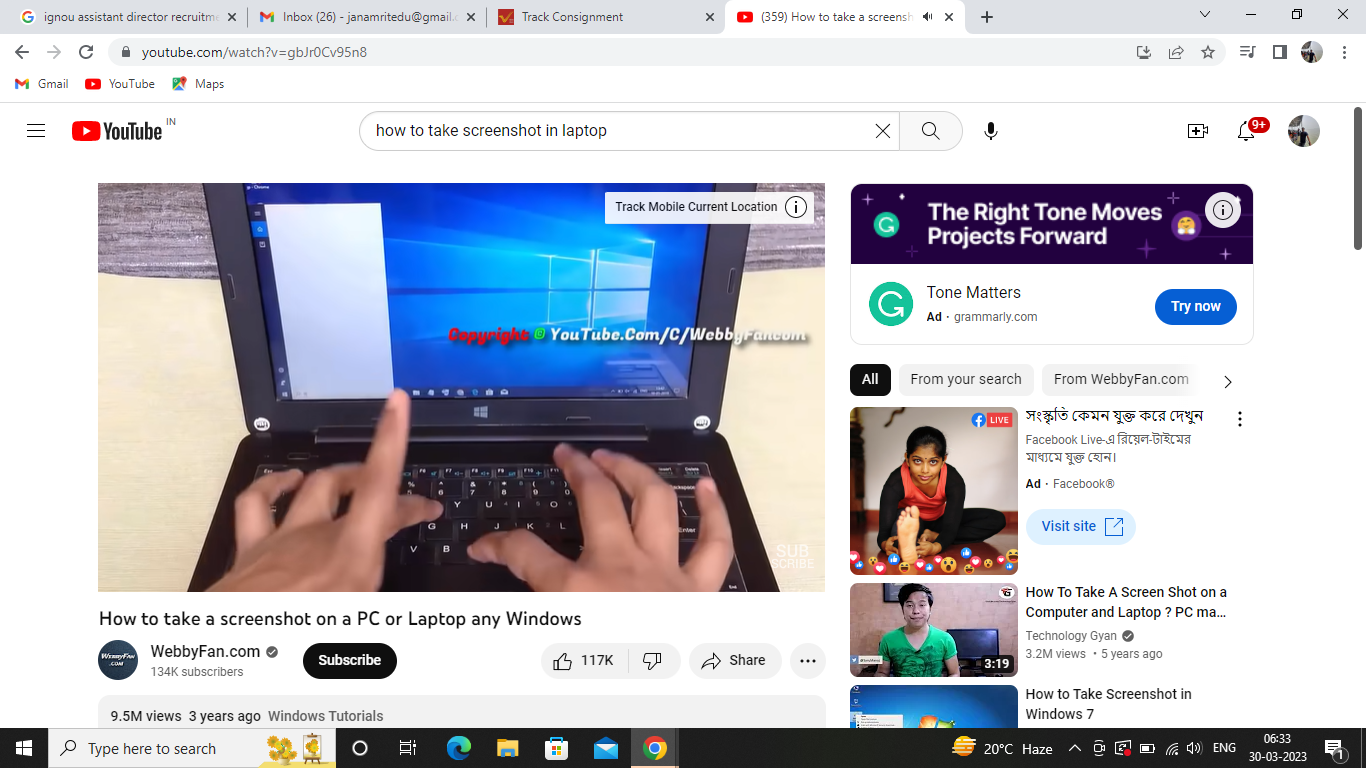 ignou assistant director recruitme
Inbox (26) - janamritedu@gmail.c
Track Consignment
(359) How to take a screensh
youtube.com/watch?v=gbJr0Cv95n8
Gmail
YouTube
Maps
YouTube IN
how to take screenshot in laptop
9+
Track Mobile Current Location
Copyright © YouTube.Com/C/WebbyFancom
SUB
SCRIBE
The Right Tone Moves
Projects Forward
Tone Matters
Ad · grammarly.com
Try now
All
From your search
From WebbyFan.com
LIVE
সংস্কৃতি কেমন যুক্ত করে দেখুন
Facebook Live-এ রিয়েল-টাইমের
মাধ্যমে যুক্ত হোন।
Ad · Facebook®
Visit site
How To Take A Screen Shot on a
Computer and Laptop ? PC ma...
Technology Gyan
3.2M views • 5 years ago
3:19
How to Take Screenshot in
Windows 7
How to take a screenshot on a PC or Laptop any Windows
WEBBYFAN
.COM
WebbyFan.com
134K subscribers
Subscribe
117K
Share
9.5M views 3 years ago Windows Tutorials
Type here to search
20°C Haze
ENG
06:33
30-03-2023
1